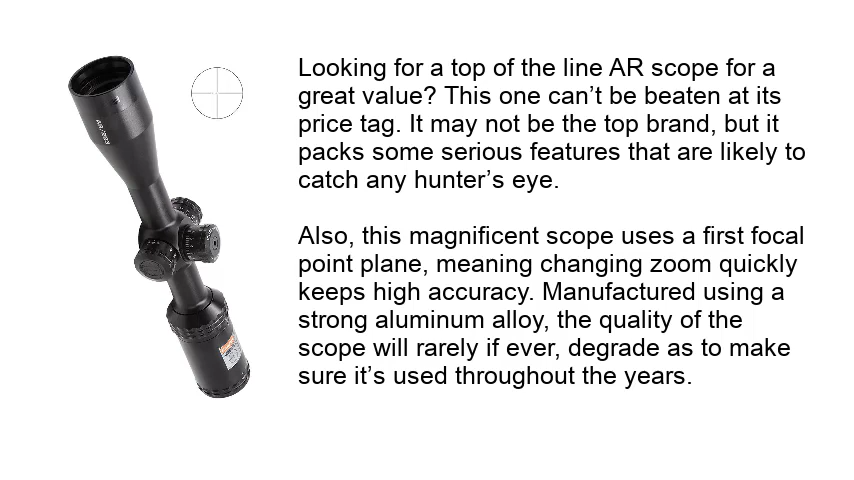 Looking for a top of the line AR scope for a
great value? This one can’t be beaten at its
price tag. It may not be the top brand, but it
packs some serious features that are likely to
catch any hunter’s eye.
Also, this magnificent scope uses a first focal
point plane, meaning changing zoom quickly
keeps high accuracy. Manufactured using a
strong aluminum alloy, the quality of the
scope will rarely if ever, degrade as to make
sure it’s used throughout the years.